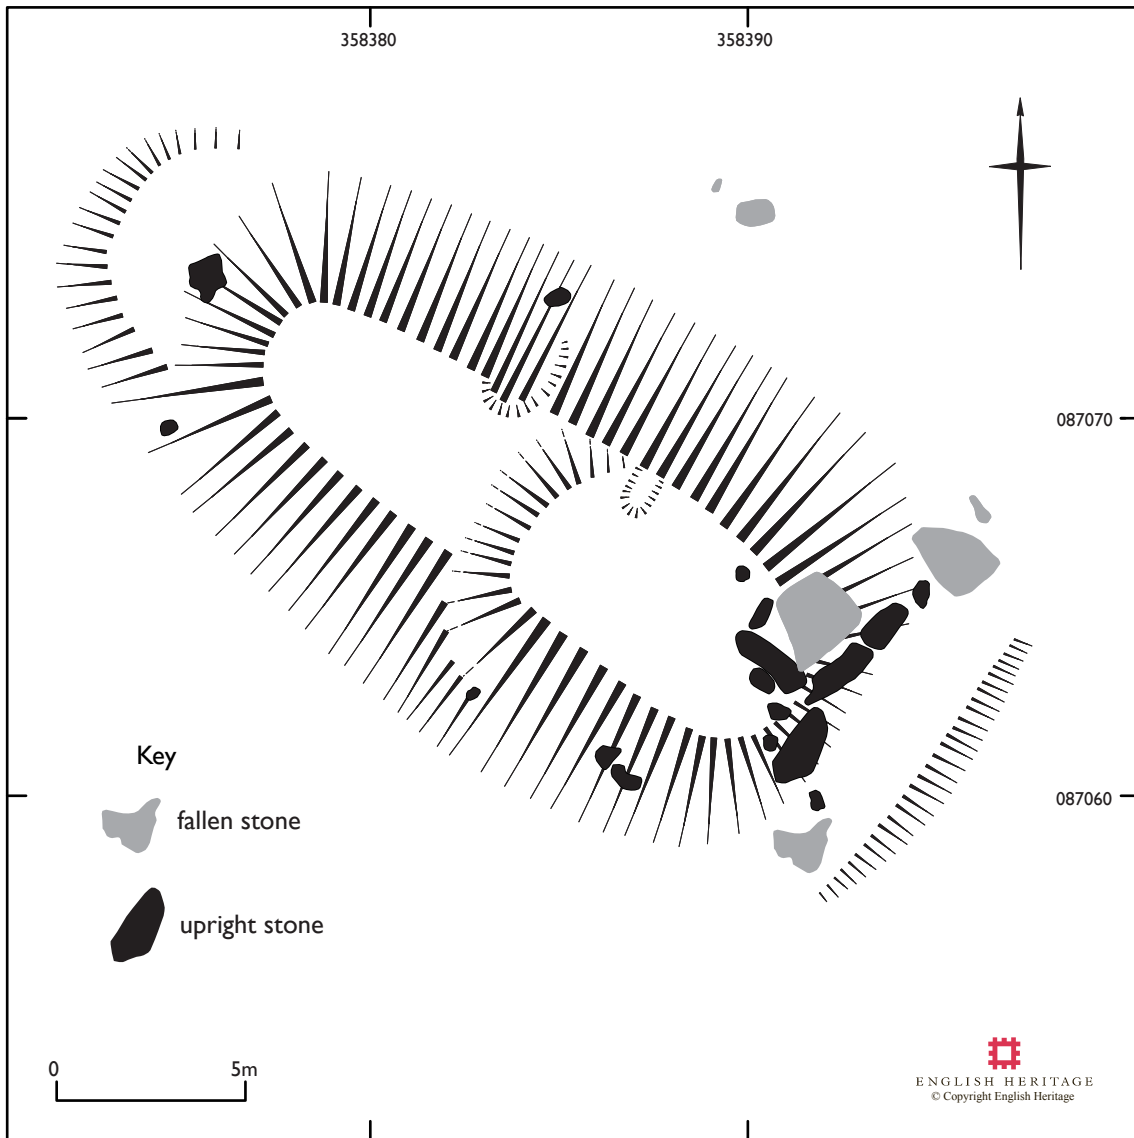 358380
358390
087070
087060
Key
fallen stone
upright stone
0
5m
ENGLISH HERITAGE
© Copyright English Heritage